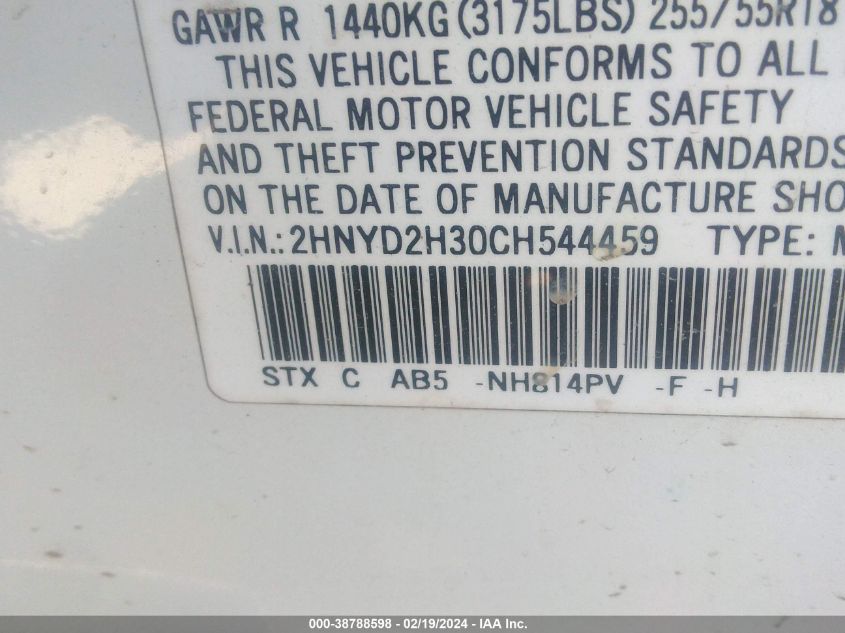 GAWR R 1440KG (3175LBS) 255/55R18
THIS VEHICLE CONFORMS TO ALL
FEDERAL MOTOR VEHICLE SAFETY
AND THEFT PREVENTION STANDARDS
ON THE DATE OF MANUFACTURE SHO
V.I.N.: 2HNYD2H30CH544459 TYPE: M
STX C AB5 -NH814PV -F -H
000-38788598 - 02/19/2024 - IAA Inc.